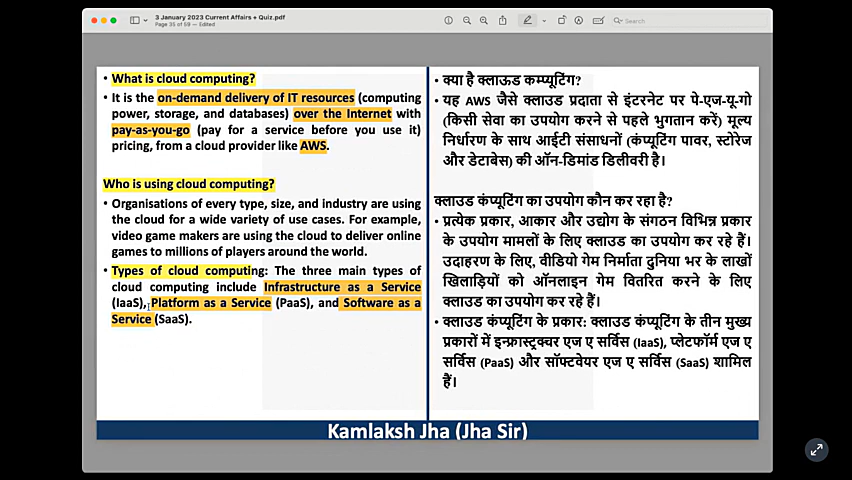 3 January 2023 Current Affairs + Quiz.pdf
Page 35 of 59 — Edited
Search
• What is cloud computing?
• It is the on-demand delivery of IT resources (computing
power, storage, and databases) over the Internet with
pay-as-you-go (pay for a service before you use it)
pricing, from a cloud provider like AWS.
Who is using cloud computing?
• Organisations of every type, size, and industry are using
the cloud for a wide variety of use cases. For example,
video game makers are using the cloud to deliver online
games to millions of players around the world.
• Types of cloud computing: The three main types of
cloud computing include Infrastructure as a Service
(IaaS), Platform as a Service (PaaS), and Software as a
Service (SaaS).
• क्या है क्लाऊड कम्प्यूटिंग?
• यह AWS जैसे क्लाउड प्रदाता से इंटरनेट पर पे-एज-यू-गो
(किसी सेवा का उपयोग करने से पहले भुगतान करें) मूल्य
निर्धारण के साथ आईटी संसाधनों (कंप्यूटिंग पावर, स्टोरेज
और डेटाबेस) की ऑन-डिमांड डिलीवरी है।
क्लाउड कंप्यूटिंग का उपयोग कौन कर रहा है?
• प्रत्येक प्रकार, आकार और उद्योग के संगठन विभिन्न प्रकार
के उपयोग मामलों के लिए क्लाउड का उपयोग कर रहे हैं।
उदाहरण के लिए, वीडियो गेम निर्माता दुनिया भर के लाखों
खिलाड़ियों को ऑनलाइन गेम वितरित करने के लिए
क्लाउड का उपयोग कर रहे हैं।
• क्लाउड कंप्यूटिंग के प्रकार: क्लाउड कंप्यूटिंग के तीन मुख्य
प्रकारों में इन्फ्रास्ट्रक्चर एज ए सर्विस (IaaS), प्लेटफॉर्म एज ए
सर्विस (PaaS) और सॉफ्टवेयर एज ए सर्विस (SaaS) शामिल
हैं।
Kamlaksh Jha (Jha Sir)